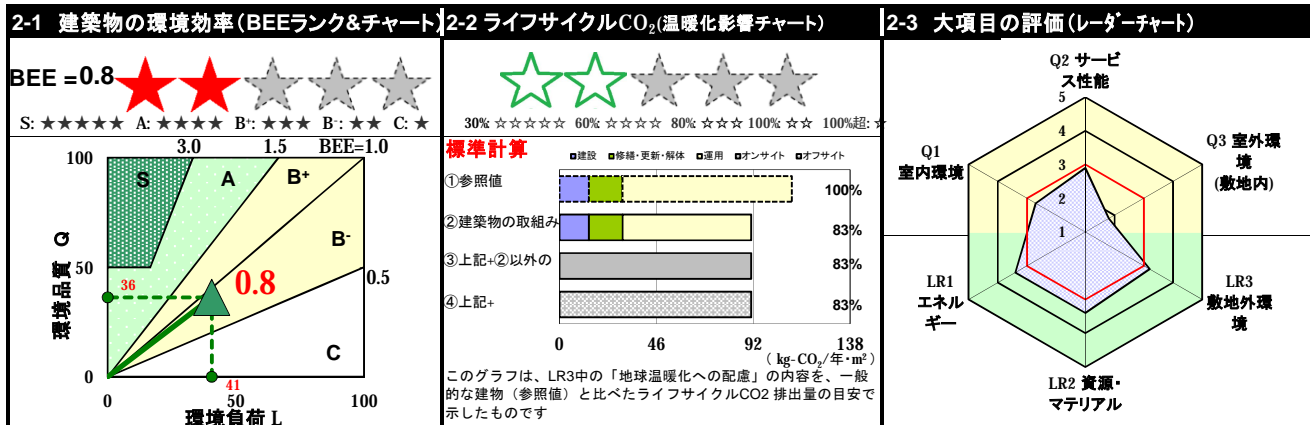 2-1 建築物の環境効率(BEEランク&チャート)
BEE =0.8
S: ★★★★★ A: ★★★★ B+: ★★★ B-: ★★ C: ★
3.0 1.5 BEE=1.0
100
S A B+
B-
環境品質 Q
50
36
0.8
0.5
C
0
41
0 50 100
環境負荷 L
2-2 ライフサイクルCO2(温暖化影響チャート)
30%: ☆☆☆☆☆ 60%: ☆☆☆☆ 80%: ☆☆☆ 100%: ☆☆ 100%超: ☆
標準計算
建設 修繕・更新・解体 運用 オンサイト オフサイト
①参照値 100%
②建築物の取組み 83%
③上記+②以外の 83%
④上記+ 83%
0 46 92 138
( kg-CO2/年・m²)
このグラフは、LR3中の「地球温暖化への配慮」の内容を、一般
的な建物(参照値)と比べたライフサイクルCO2 排出量の目安で
示したものです
2-3 大項目の評価(レーダーチャート)
Q2 サービ
ス性能
5
4
3
2
1
Q1
室内環境
Q3 室外環
境
(敷地内)
LR1
エネル
ギー
LR3
敷地外環
境
LR2 資源・
マテリアル